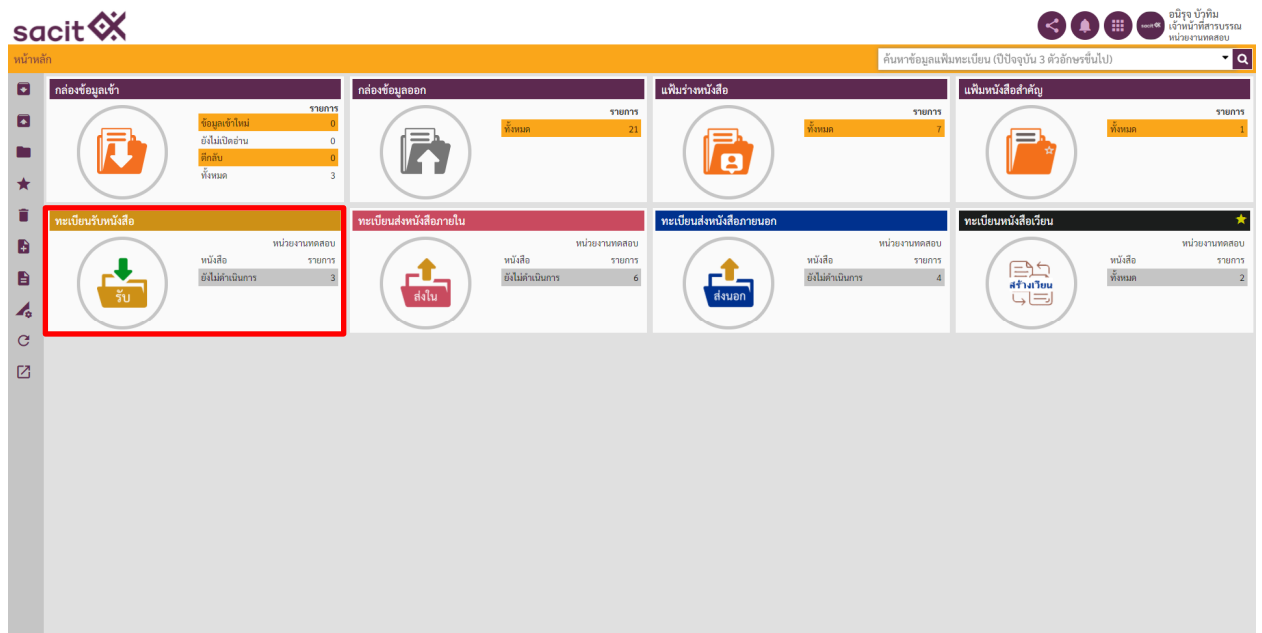 sacit
อนิรุจ บัวทิม
เจ้าหน้าที่สารบรรณ
หน่วยงานทดสอบ
หน้าหลัก
ค้นหาข้อมูลแฟ้มทะเบียน (ปีปัจจุบัน 3 ตัวอักษรขึ้นไป)
กล่องข้อมูลเข้า
รายการ
ข้อมูลเข้าใหม่ 0
ยังไม่เปิดอ่าน 0
ตีกลับ 0
ทั้งหมด 3
กล่องข้อมูลออก
รายการ
ทั้งหมด 21
แฟ้มร่างหนังสือ
รายการ
ทั้งหมด 7
แฟ้มหนังสือสำคัญ
รายการ
ทั้งหมด 1
ทะเบียนรับหนังสือ
หน่วยงานทดสอบ
หนังสือ รายการ
ยังไม่ดำเนินการ 3
รับ
ทะเบียนส่งหนังสือภายใน
หน่วยงานทดสอบ
หนังสือ รายการ
ยังไม่ดำเนินการ 6
ส่งใน
ทะเบียนส่งหนังสือภายนอก
หน่วยงานทดสอบ
หนังสือ รายการ
ยังไม่ดำเนินการ 4
ส่งนอก
ทะเบียนหนังสือเวียน
หน่วยงานทดสอบ
หนังสือ รายการ
ทั้งหมด 2
สร้างเวียน